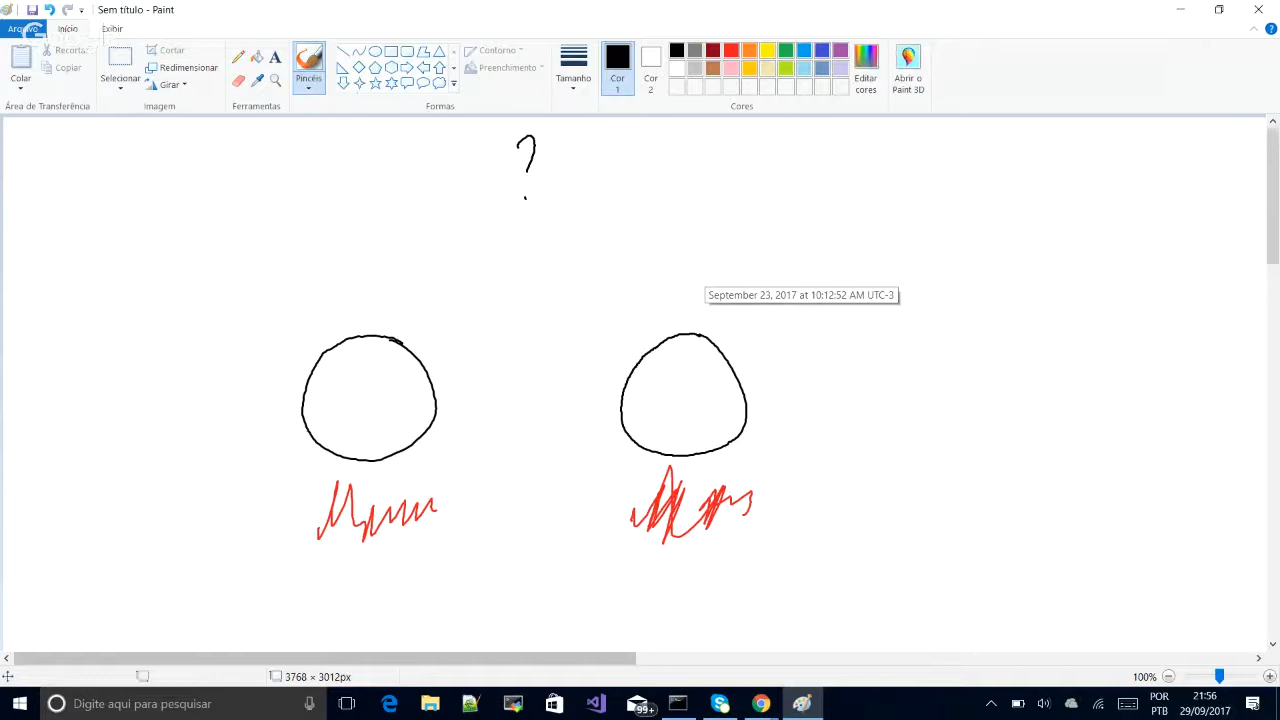 Sem título - Paint
Arquivo Início Exibir
Colar
Recortar
Copiar
Área de Transferência
Selecionar
Cortar
Redimensionar
Girar
Imagem
Ferramentas
Pincéis
Contorno
Preenchimento
Formas
Tamanho
Cor 1
Cor 2
Editar cores
Cores
Abrir o Paint 3D
?
September 23, 2017 at 10:12:52 AM UTC-3
3768 × 3012px
100%
Digite aqui para pesquisar
99+
POR
PTB
21:56
29/09/2017